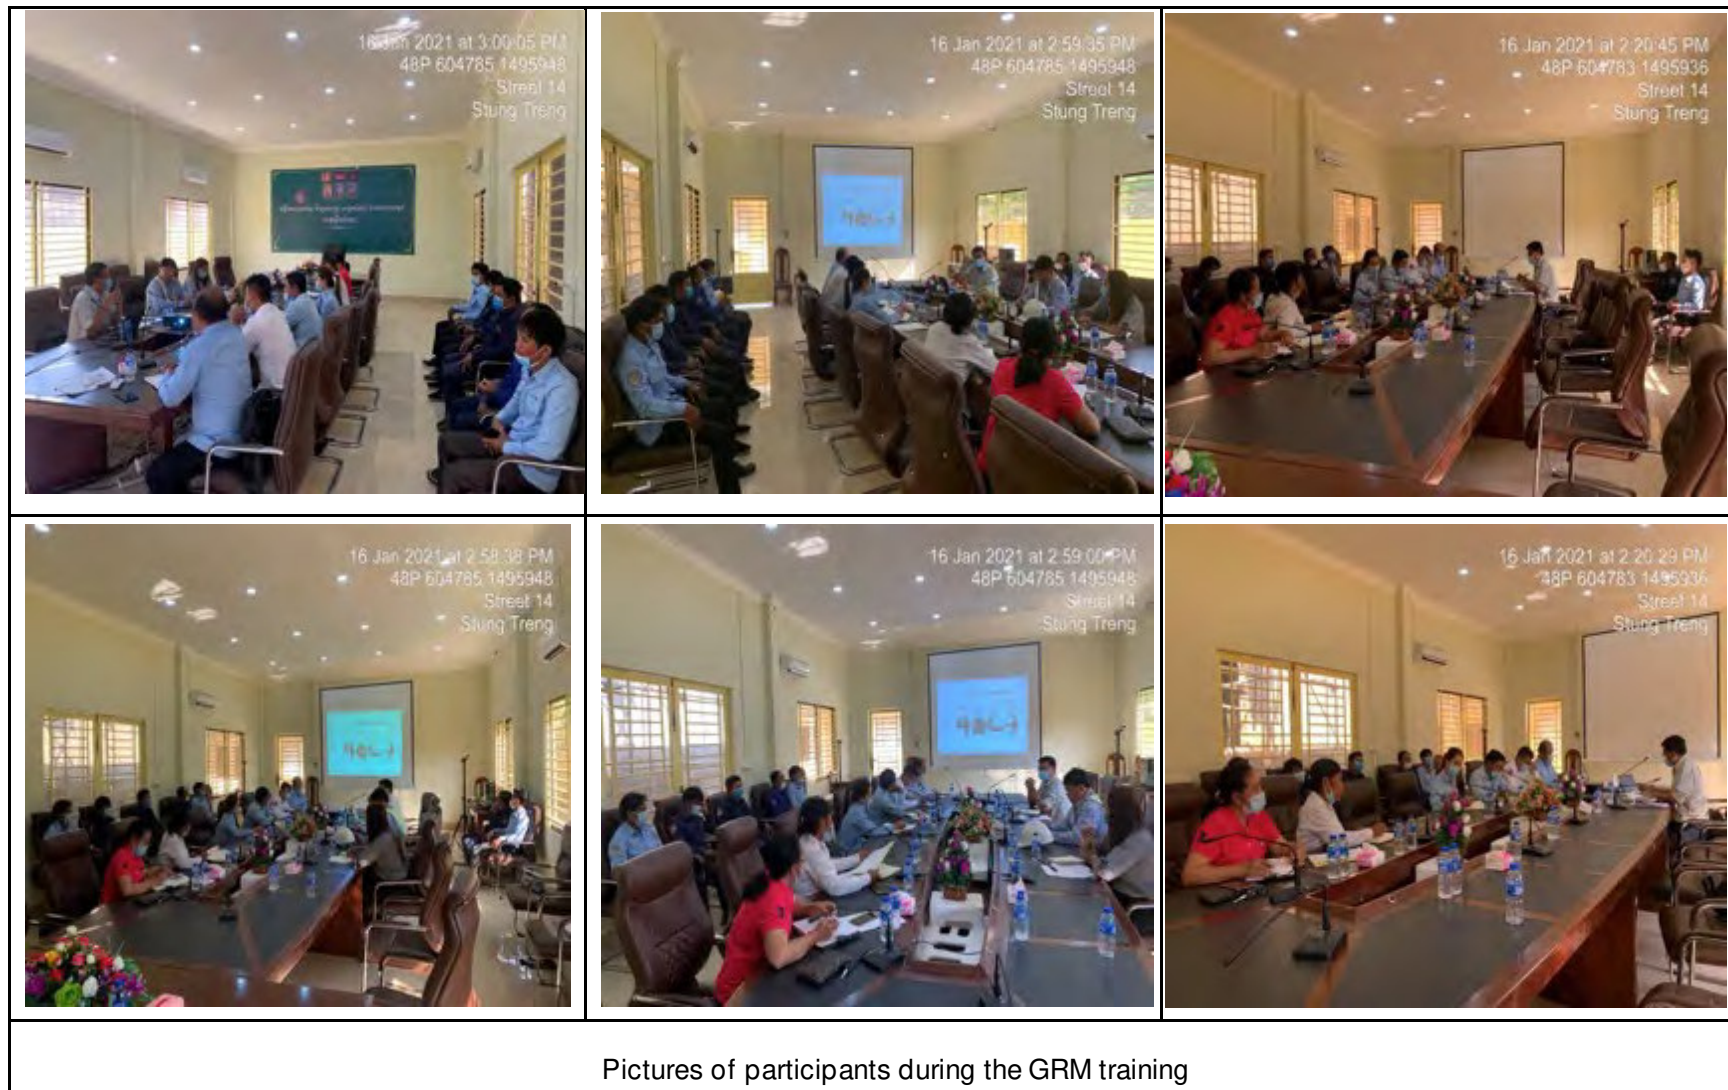 16 Jan 2021 at 3:00:05 PM
48P 604785 1495948
Street 14
Stung Treng
16 Jan 2021 at 2:59:35 PM
48P 604785 1495948
Street 14
Stung Treng
16 Jan 2021 at 2:20:45 PM
48P 604783 1495936
Street 14
Stung Treng
16 Jan 2021 at 2:58:38 PM
48P 604785 1495948
Street 14
Stung Treng
16 Jan 2021 at 2:59:00 PM
48P 604785 1495948
Street 14
Stung Treng
16 Jan 2021 at 2:20:29 PM
48P 604783 1495936
Street 14
Stung Treng
Pictures of participants during the GRM training